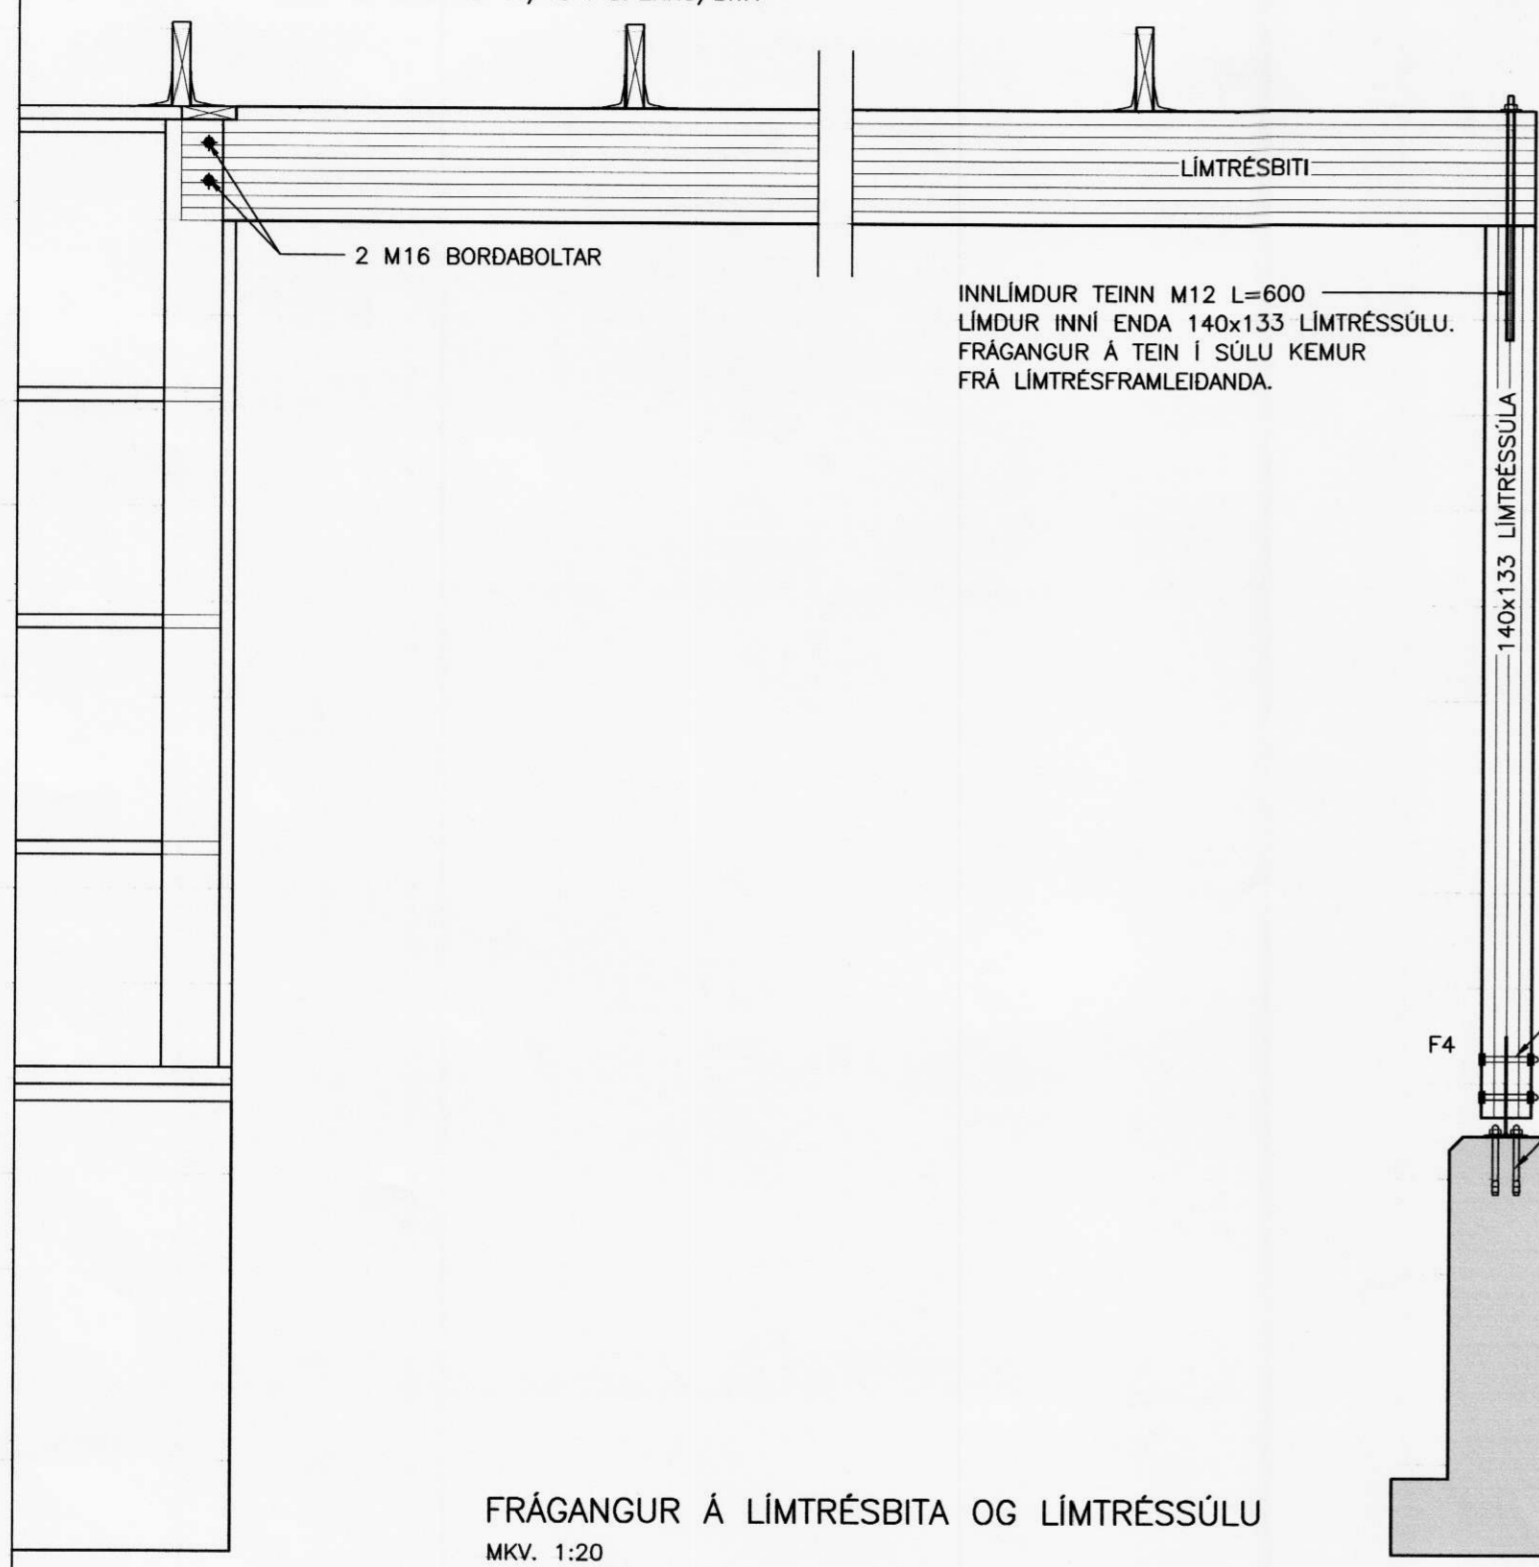 2 M16 BORÐABOLTAR
LÍMTRÉSBITI
INNLÍMDUR TEINN M12 L=600
LÍMDUR INNÍ ENDA 140x133 LÍMTRÉSSÚLU.
FRÁGANGUR Á TEIN Í SÚLU KEMUR
FRÁ LÍMTRÉSFRAMLEIÐANDA.
140x133 LÍMTRÉSSÚLA
F4
FRÁGANGUR Á LÍMTRÉSBITA OG LÍMTRÉSSÚLU
MKV. 1:20